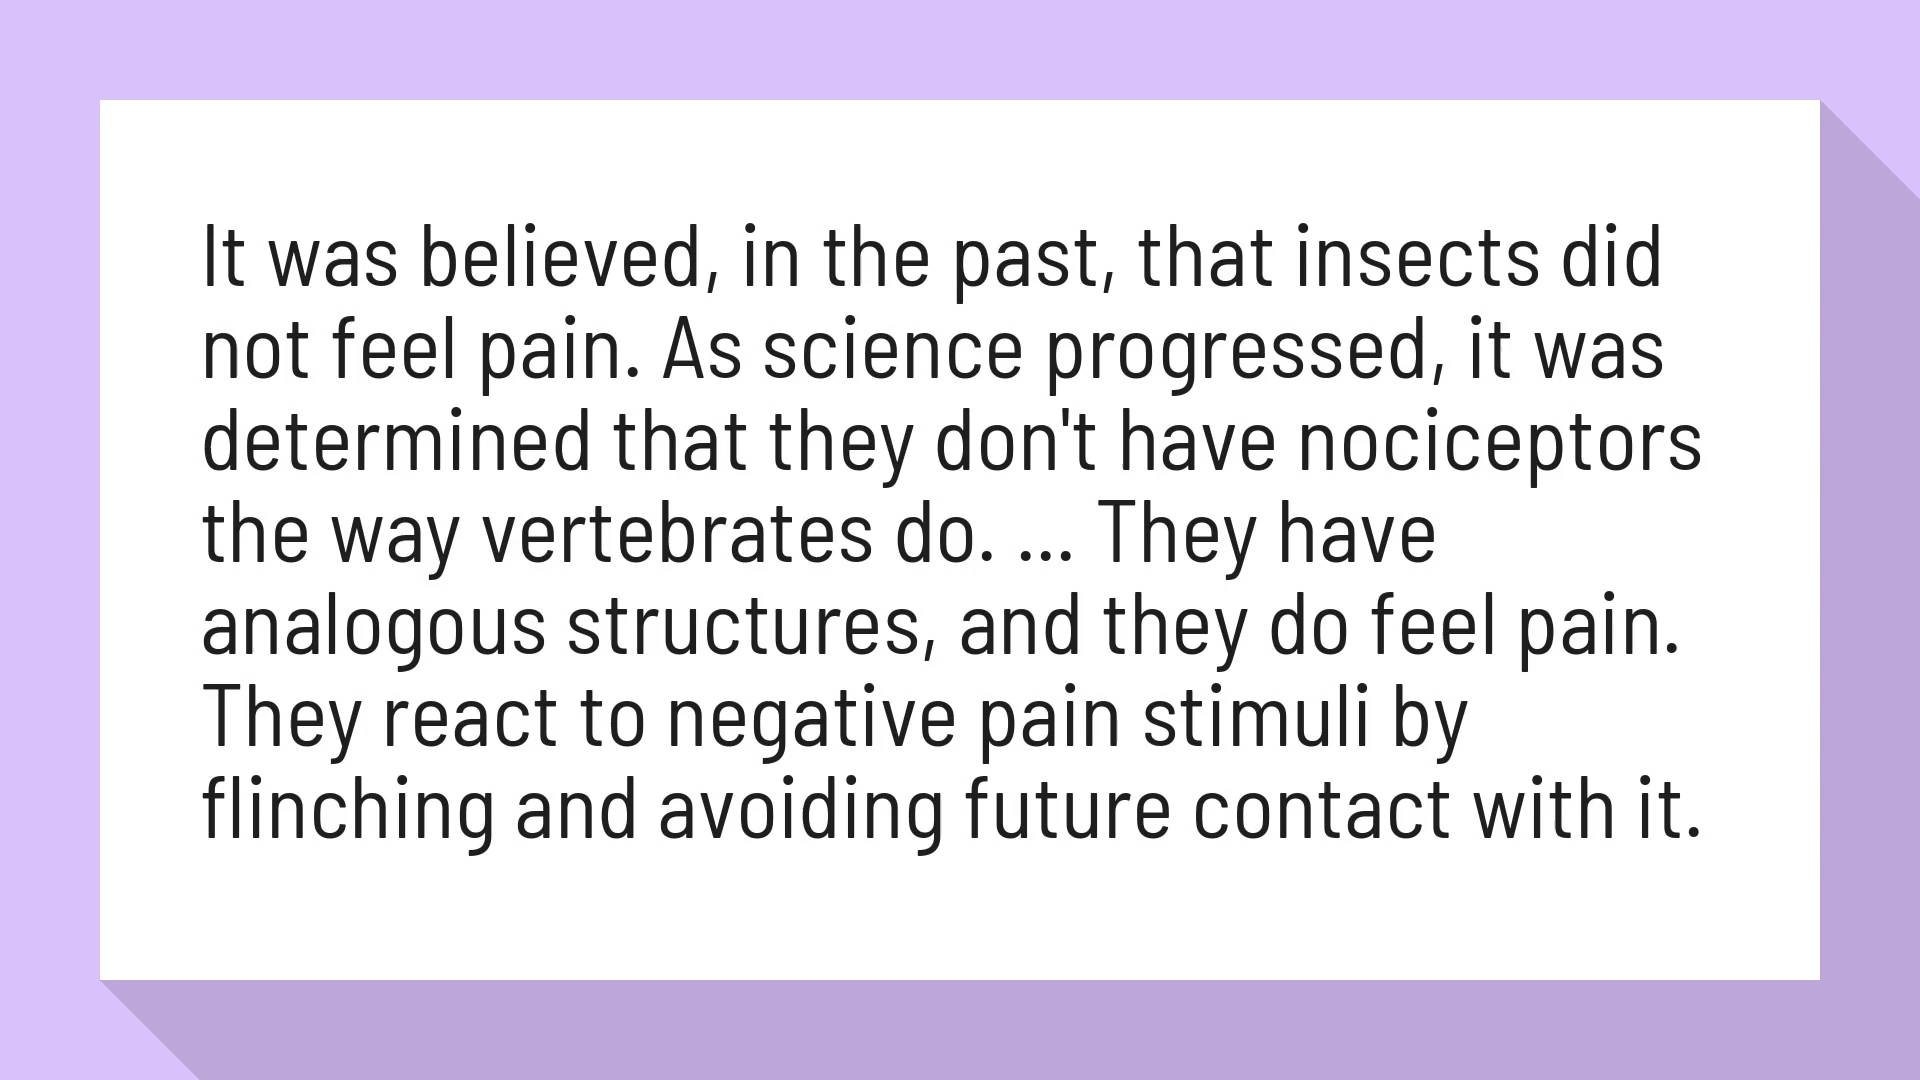 It was believed, in the past, that insects did
not feel pain. As science progressed, it was
determined that they don't have nociceptors
the way vertebrates do. ... They have
analogous structures, and they do feel pain.
They react to negative pain stimuli by
flinching and avoiding future contact with it.